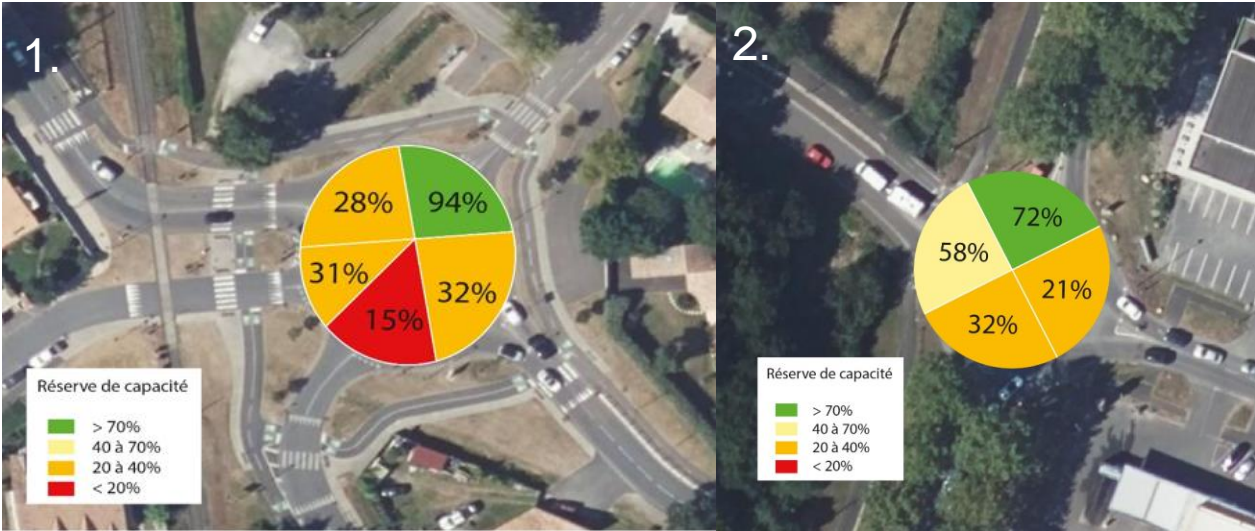 1.
28%
94%
31%
32%
15%
Réserve de capacité
> 70%
40 à 70%
20 à 40%
< 20%
2.
72%
58%
21%
32%
Réserve de capacité
> 70%
40 à 70%
20 à 40%
< 20%